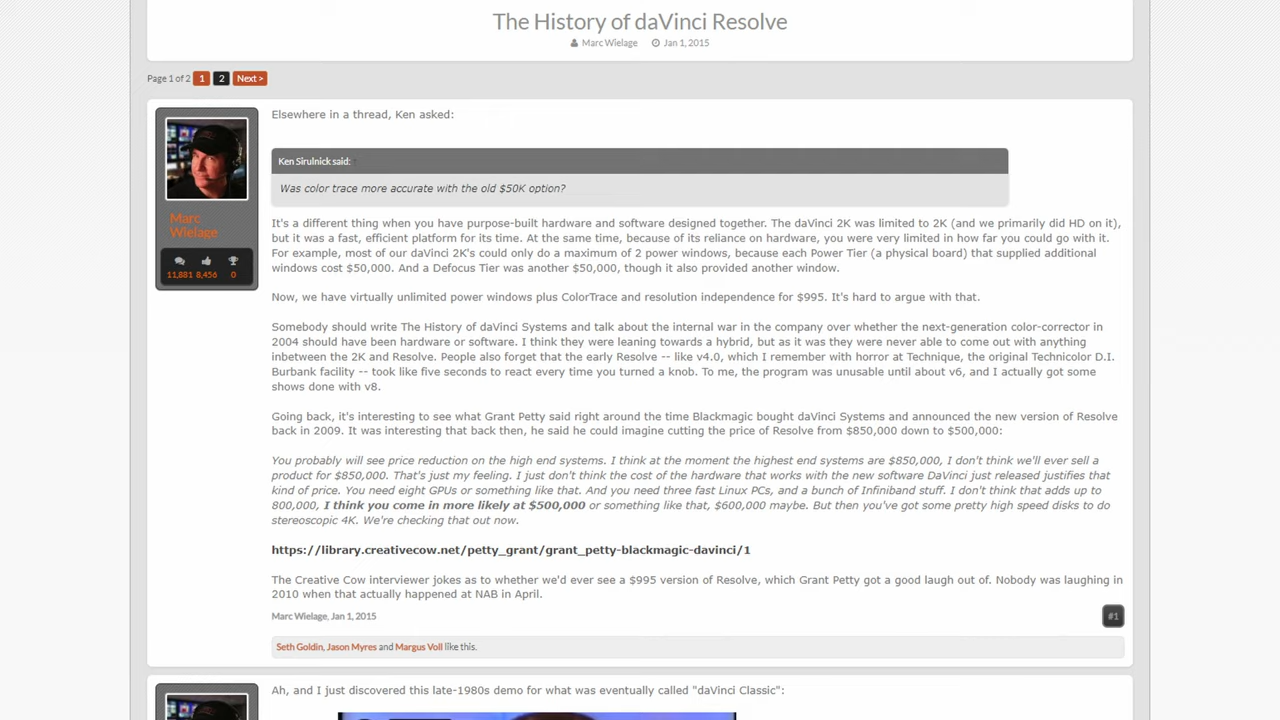 The History of daVinci Resolve
Marc Wielage Jan 1, 2015
Page 1 of 2 1 2 Next >
Elsewhere in a thread, Ken asked:
Ken Sirulnick said:
Was color trace more accurate with the old $50K option?
Marc
Wielage
11,881 8,456 0
It's a different thing when you have purpose-built hardware and software designed together. The daVinci 2K was limited to 2K (and we primarily did HD on it),
but it was a fast, efficient platform for its time. At the same time, because of its reliance on hardware, you were very limited in how far you could go with it.
For example, most of our daVinci 2K's could only do a maximum of 2 power windows, because each Power Tier (a physical board) that supplied additional
windows cost $50,000. And a Defocus Tier was another $50,000, though it also provided another window.
Now, we have virtually unlimited power windows plus ColorTrace and resolution independence for $995. It's hard to argue with that.
Somebody should write The History of daVinci Systems and talk about the internal war in the company over whether the next-generation color-corrector in
2004 should have been hardware or software. I think they were leaning towards a hybrid, but as it was they were never able to come out with anything
inbetween the 2K and Resolve. People also forget that the early Resolve -- like v4.0, which I remember with horror at Technique, the original Technicolor D.I.
Burbank facility -- took like five seconds to react every time you turned a knob. To me, the program was unusable until about v6, and I actually got some
shows done with v8.
Going back, it's interesting to see what Grant Petty said right around the time Blackmagic bought daVinci Systems and announced the new version of Resolve
back in 2009. It was interesting that back then, he said he could imagine cutting the price of Resolve from $850,000 down to $500,000:
You probably will see price reduction on the high end systems. I think at the moment the highest end systems are $850,000, I don't think we'll ever sell a
product for $850,000. That's just my feeling. I just don't think the cost of the hardware that works with the new software DaVinci just released justifies that
kind of price. You need eight GPUs or something like that. And you need three fast Linux PCs, and a bunch of Infiniband stuff. I don't think that adds up to
800,000, I think you come in more likely at $500,000 or something like that, $600,000 maybe. But then you've got some pretty high speed disks to do
stereoscopic 4K. We're checking that out now.
https://library.creativecow.net/petty_grant/grant_petty-blackmagic-davinci/1
The Creative Cow interviewer jokes as to whether we'd ever see a $995 version of Resolve, which Grant Petty got a good laugh out of. Nobody was laughing in
2010 when that actually happened at NAB in April.
Marc Wielage, Jan 1, 2015 #1
Seth Goldin, Jason Myres and Margus Voll like this.
Ah, and I just discovered this late-1980s demo for what was eventually called "daVinci Classic":